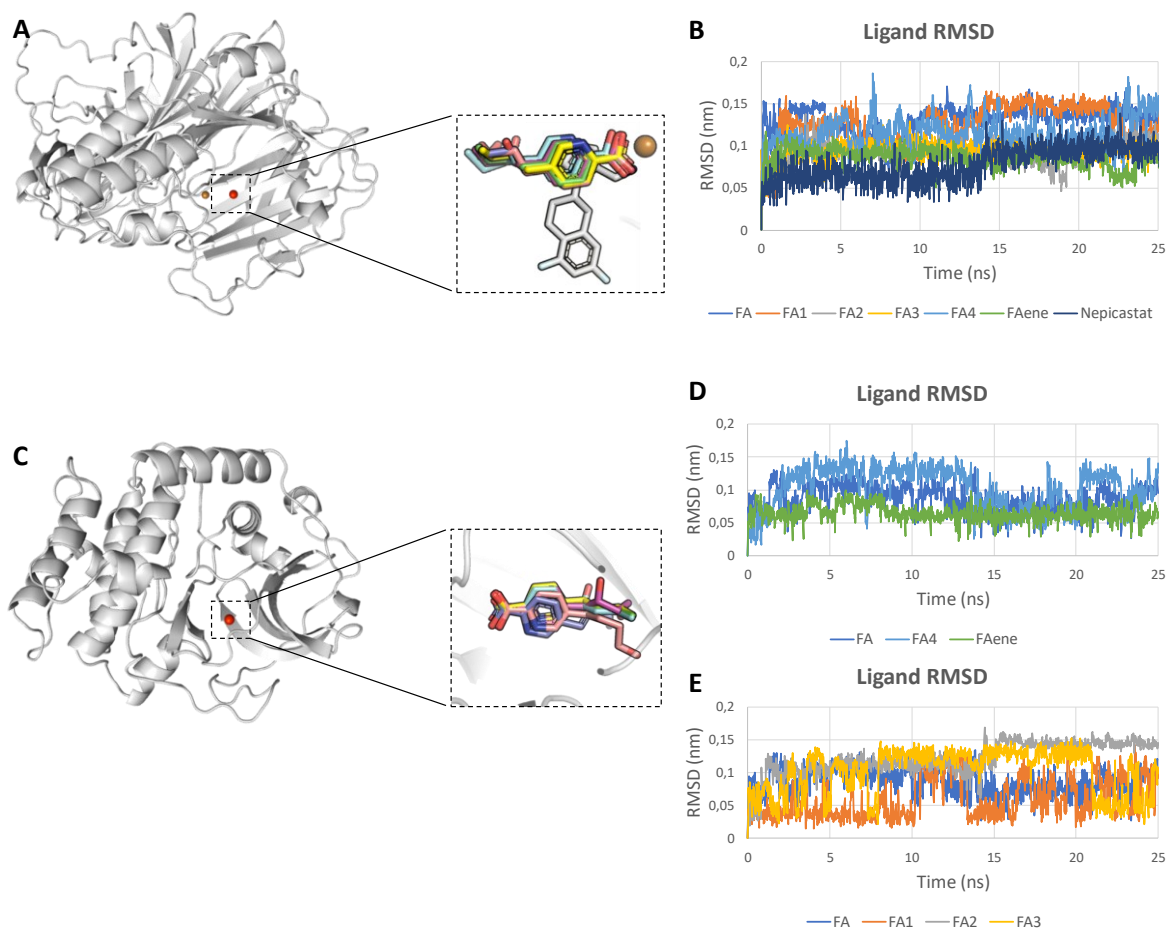 A
B
Ligand RMSD
RMSD (nm)
0,2
0,15
0,1
0,05
0
0 5 10 15 20 25
Time (ns)
FA FA1 FA2 FA3 FA4 FAene Nepicastat
C
D
Ligand RMSD
RMSD (nm)
0,2
0,15
0,1
0,05
0
0 5 10 15 20 25
Time (ns)
FA FA4 FAene
E
Ligand RMSD
RMSD (nm)
0,2
0,15
0,1
0,05
0
0 5 10 15 20 25
Time (ns)
FA FA1 FA2 FA3